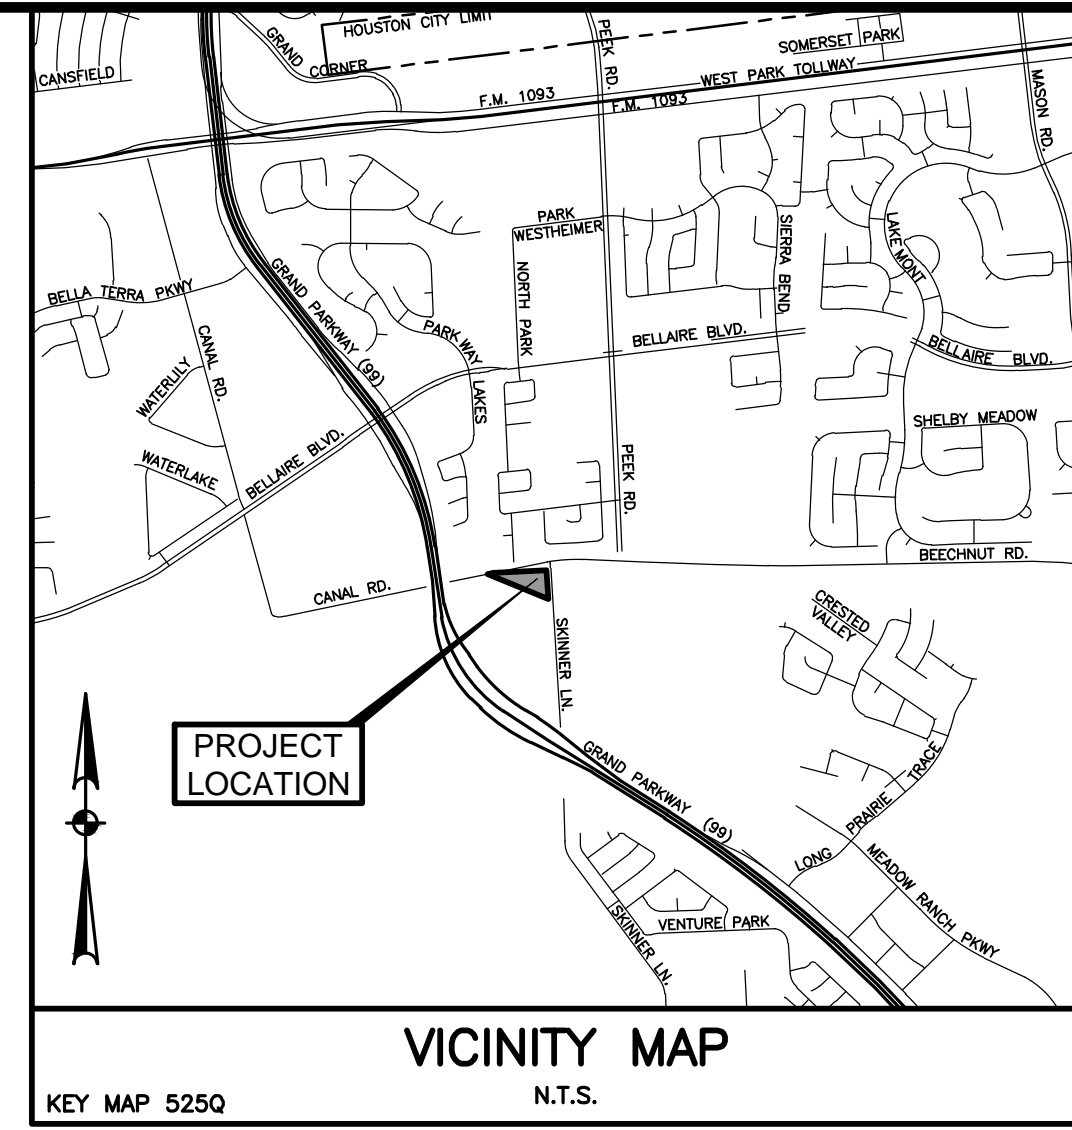 HOUSTON CITY LIMIT
GRAND
CORNER
CANSFIELD
PEEK RD.
SOMERSET PARK
WEST PARK TOLLWAY
F.M. 1093
F.M. 1093
MASON RD.
PARK
WESTHEIMER
NORTH PARK
SIERRA BEND
LAKE MONT
BELLA TERRA PKWY
GRAND PARKWAY (99)
CANAL RD.
PARK WAY
LAKES
BELLAIRE BLVD.
BELLAIRE BLVD.
WATERLILY
WATERLAKE
BELLAIRE BLVD.
SHELBY MEADOW
PEEK RD.
BEECHNUT RD.
CANAL RD.
SKINNER LN.
CRESTED
VALLEY
PROJECT
LOCATION
GRAND PARKWAY (99)
LONG
PRAIRIE
TRACE
MEADOW RANCH PKWY
SKINNER LN.
VENTURE PARK
VICINITY MAP
N.T.S.
KEY MAP 525Q